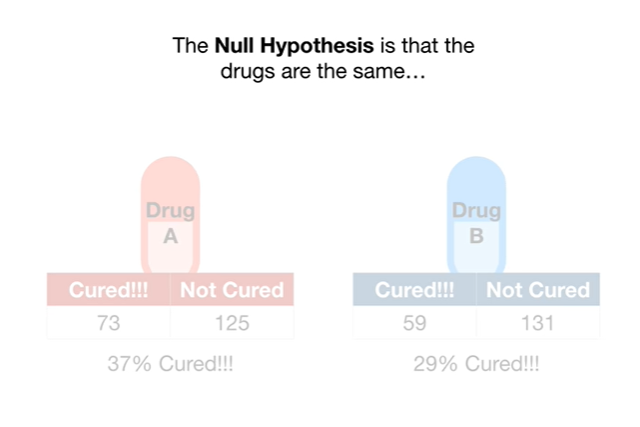 The Null Hypothesis is that the
drugs are the same...
Drug
A
Drug
B
Cured!!! Not Cured
73 125
37% Cured!!!
Cured!!! Not Cured
59 131
29% Cured!!!